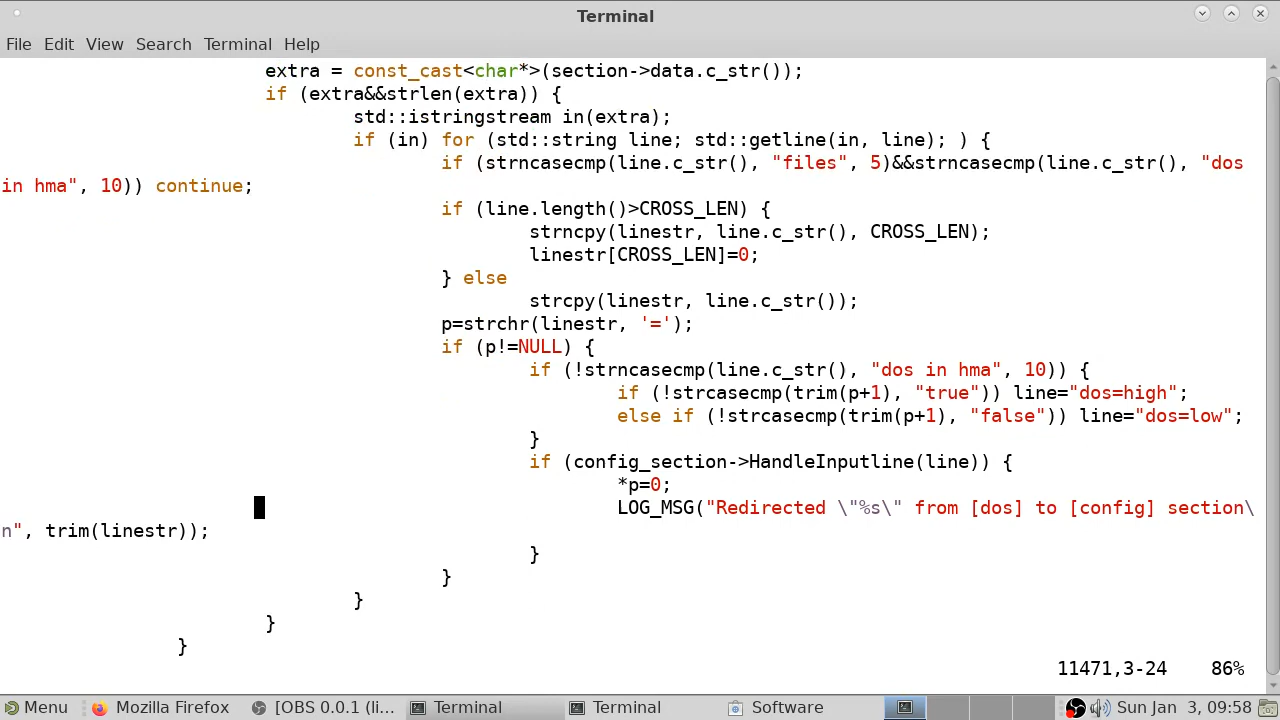 Terminal
File Edit View Search Terminal Help
extra = const_cast<char*>(section->data.c_str());
if (extra&&strlen(extra)) {
std::istringstream in(extra);
if (in) for (std::string line; std::getline(in, line); ) {
if (strncasecmp(line.c_str(), "files", 5)&&strncasecmp(line.c_str(), "dos
in hma", 10)) continue;
if (line.length()>CROSS_LEN) {
strncpy(linestr, line.c_str(), CROSS_LEN);
linestr[CROSS_LEN]=0;
} else
strcpy(linestr, line.c_str());
p=strchr(linestr, '=');
if (p!=NULL) {
if (!strncasecmp(line.c_str(), "dos in hma", 10)) {
if (!strcasecmp(trim(p+1), "true")) line="dos=high";
else if (!strcasecmp(trim(p+1), "false")) line="dos=low";
}
if (config_section->HandleInputline(line)) {
*p=0;
LOG_MSG("Redirected \"%s\" from [dos] to [config] section\
n", trim(linestr));
}
}
}
}
}
11471,3-24 86%
Menu Mozilla Firefox [OBS 0.0.1 (li... Terminal Terminal Software Sun Jan 3, 09:58